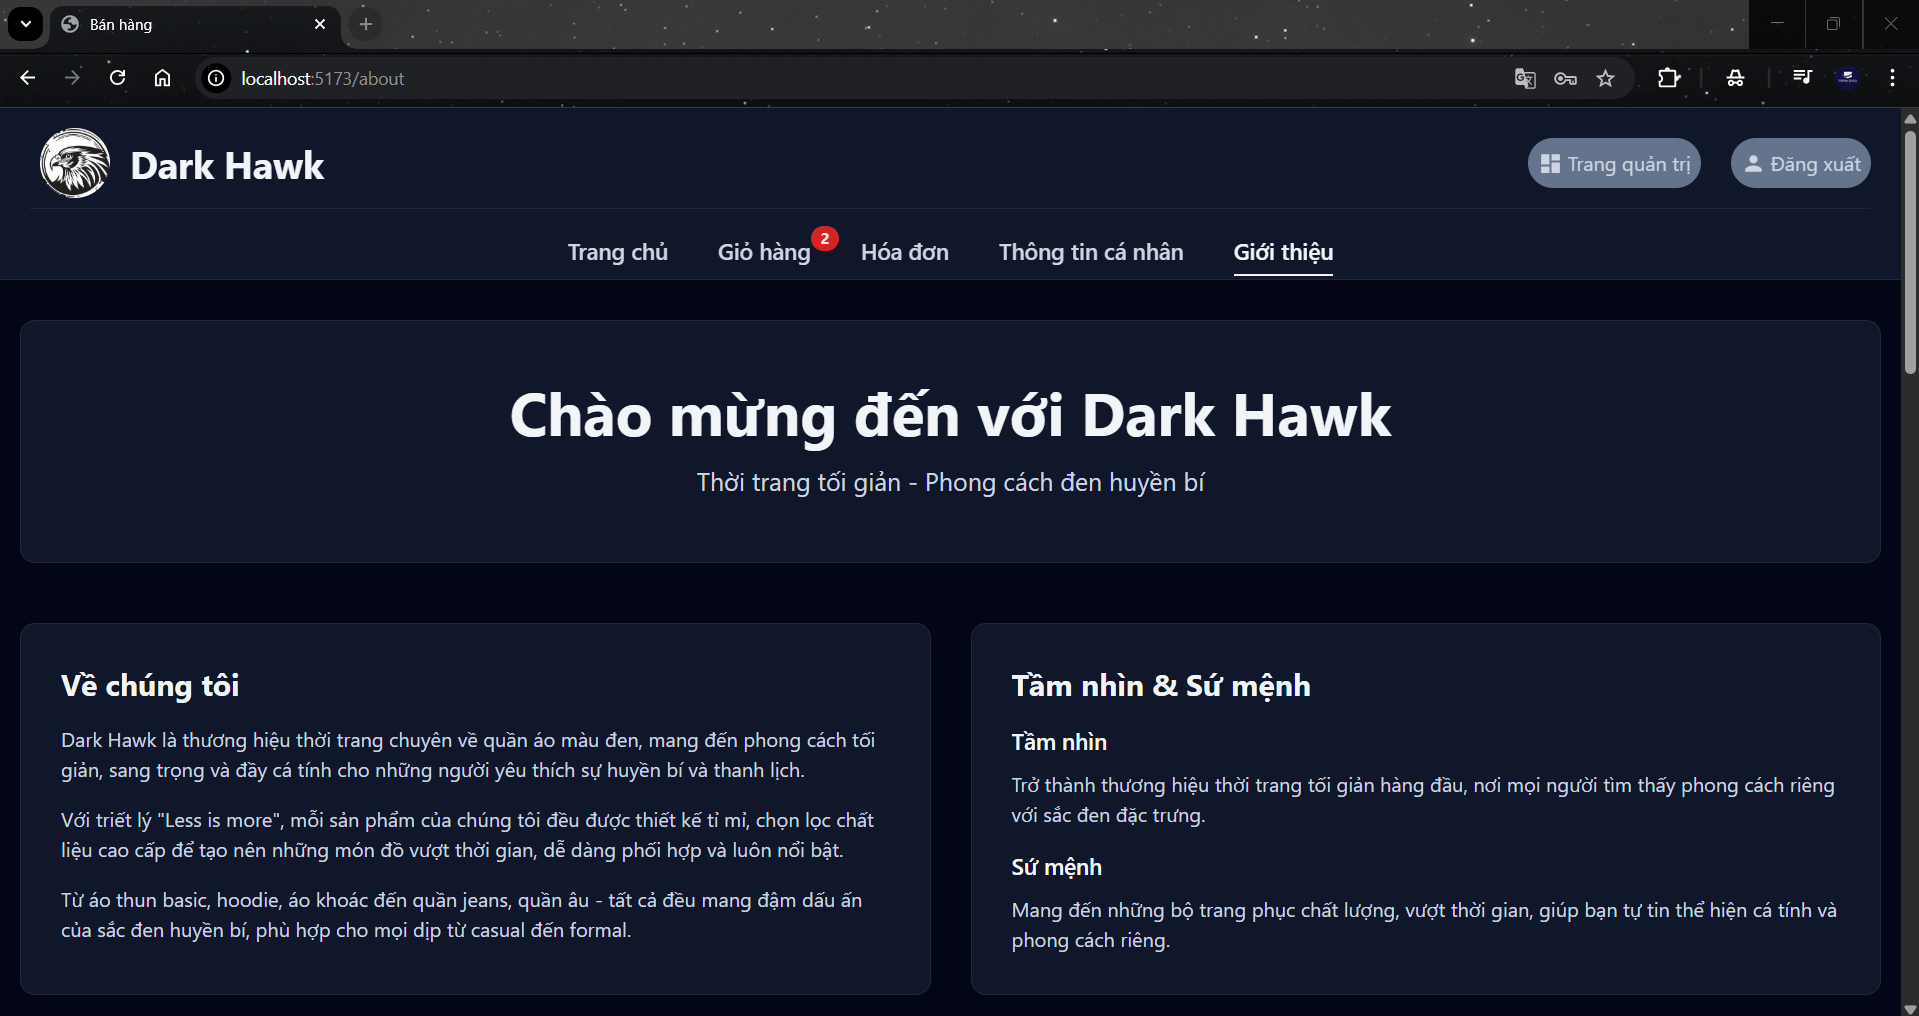 Bán hàng
localhost:5173/about
Dark Hawk
Trang quản trị
Đăng xuất
Trang chủ
Giỏ hàng
2
Hóa đơn
Thông tin cá nhân
Giới thiệu
Chào mừng đến với Dark Hawk
Thời trang tối giản - Phong cách đen huyền bí
Về chúng tôi
Dark Hawk là thương hiệu thời trang chuyên về quần áo màu đen, mang đến phong cách tối
giản, sang trọng và đầy cá tính cho những người yêu thích sự huyền bí và thanh lịch.
Với triết lý "Less is more", mỗi sản phẩm của chúng tôi đều được thiết kế tỉ mỉ, chọn lọc chất
liệu cao cấp để tạo nên những món đồ vượt thời gian, dễ dàng phối hợp và luôn nổi bật.
Từ áo thun basic, hoodie, áo khoác đến quần jeans, quần âu - tất cả đều mang đậm dấu ấn
của sắc đen huyền bí, phù hợp cho mọi dịp từ casual đến formal.
Tầm nhìn & Sứ mệnh
Tầm nhìn
Trở thành thương hiệu thời trang tối giản hàng đầu, nơi mọi người tìm thấy phong cách riêng
với sắc đen đặc trưng.
Sứ mệnh
Mang đến những bộ trang phục chất lượng, vượt thời gian, giúp bạn tự tin thể hiện cá tính và
phong cách riêng.